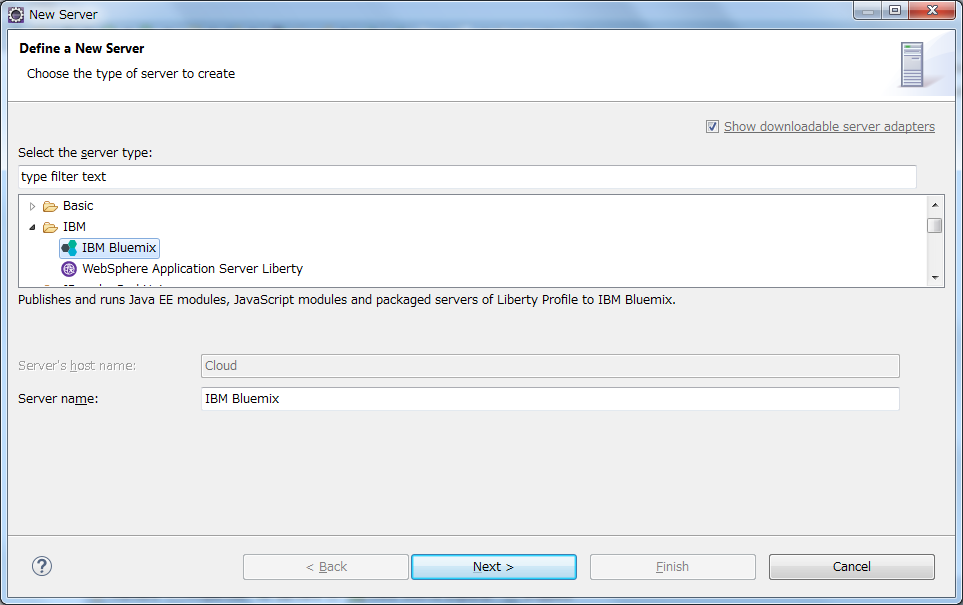 New Server
Define a New Server
Choose the type of server to create
Show downloadable server adapters
Select the server type:
type filter text
Basic
IBM
IBM Bluemix
WebSphere Application Server Liberty
Publishes and runs Java EE modules, JavaScript modules and packaged servers of Liberty Profile to IBM Bluemix.
Server's host name:
Cloud
Server name:
IBM Bluemix
?
< Back
Next >
Finish
Cancel